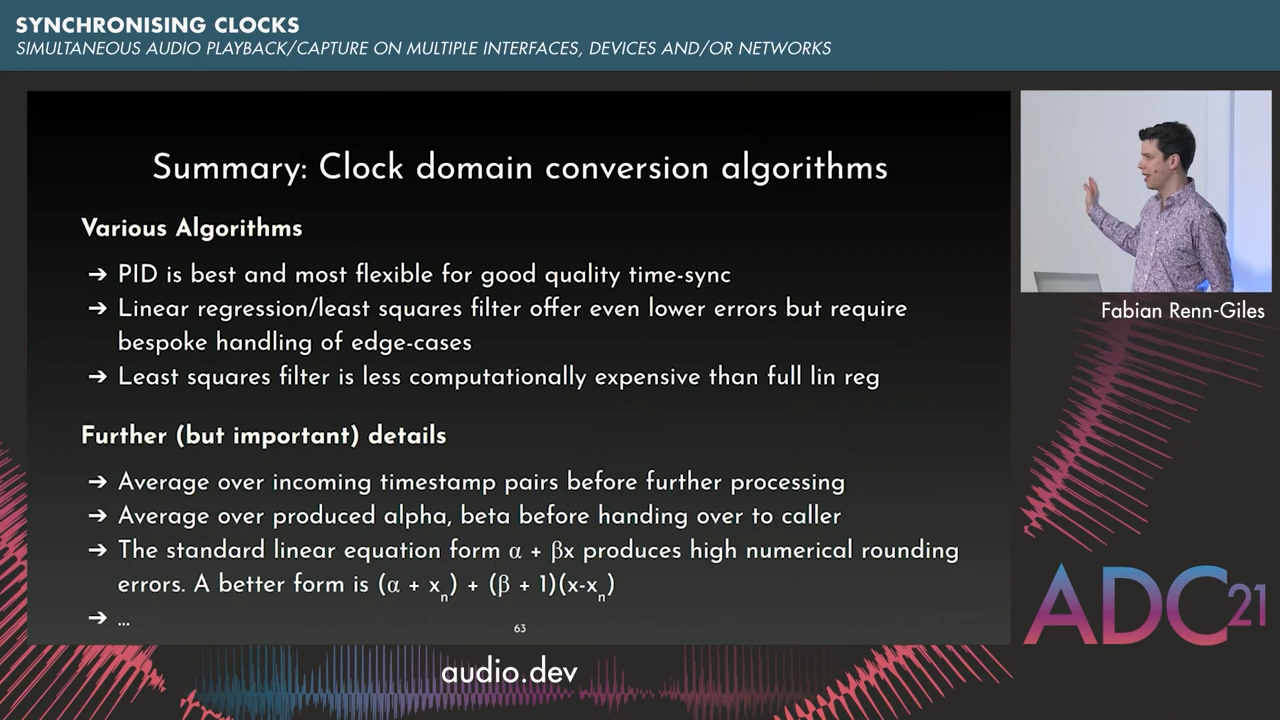 SYNCHRONISING CLOCKS
SIMULTANEOUS AUDIO PLAYBACK/CAPTURE ON MULTIPLE INTERFACES, DEVICES AND/OR NETWORKS
Summary: Clock domain conversion algorithms
Various Algorithms
➔ PID is best and most flexible for good quality time-sync
➔ Linear regression/least squares filter offer even lower errors but require
bespoke handling of edge-cases
➔ Least squares filter is less computationally expensive than full lin reg
Further (but important) details
➔ Average over incoming timestamp pairs before further processing
➔ Average over produced alpha, beta before handing over to caller
➔ The standard linear equation form α + βx produces high numerical rounding
errors. A better form is (α + xₙ) + (β + 1)(x-xₙ)
➔ ...
63
Fabian Renn-Giles
ADC21
audio.dev